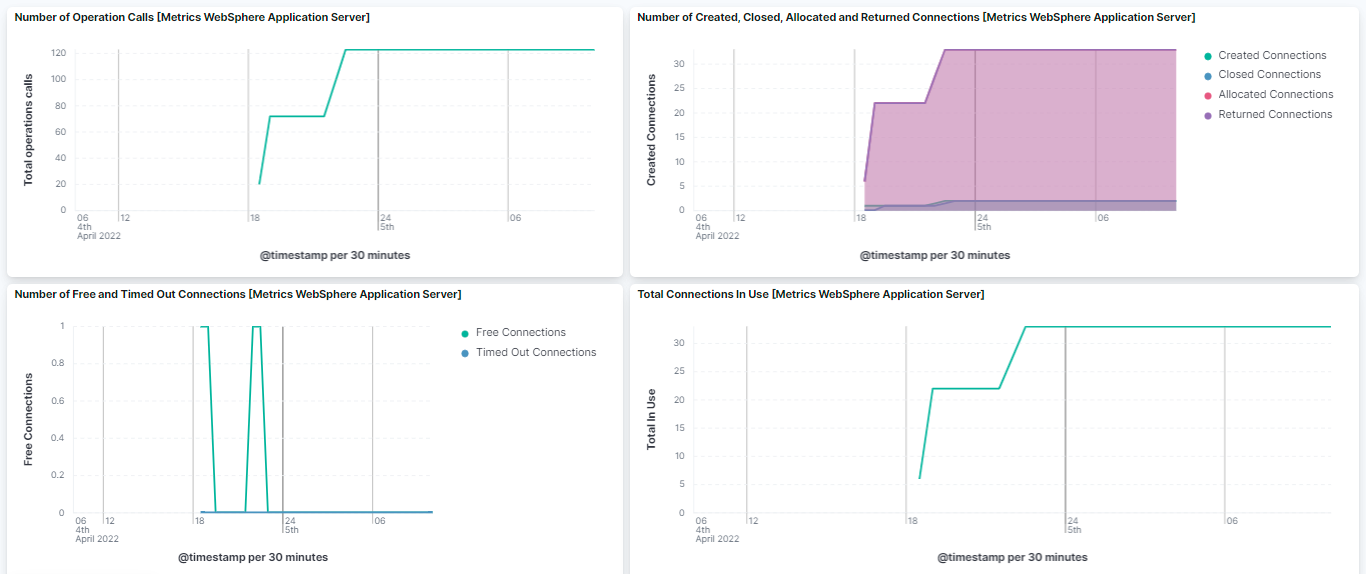 Number of Operation Calls [Metrics WebSphere Application Server]
Total operations calls
120
100
80
60
40
20
0
06 12 18 24 06
4th 5th
April 2022
@timestamp per 30 minutes
Number of Created, Closed, Allocated and Returned Connections [Metrics WebSphere Application Server]
Created Connections
30
25
20
15
10
5
0
06 12 18 24 06
4th 5th
April 2022
@timestamp per 30 minutes
Created Connections
Closed Connections
Allocated Connections
Returned Connections
Number of Free and Timed Out Connections [Metrics WebSphere Application Server]
Free Connections
1
0.8
0.6
0.4
0.2
0
06 12 18 24 06
4th 5th
April 2022
@timestamp per 30 minutes
Free Connections
Timed Out Connections
Total Connections In Use [Metrics WebSphere Application Server]
Total In Use
30
25
20
15
10
5
0
06 12 18 24 06
4th 5th
April 2022
@timestamp per 30 minutes